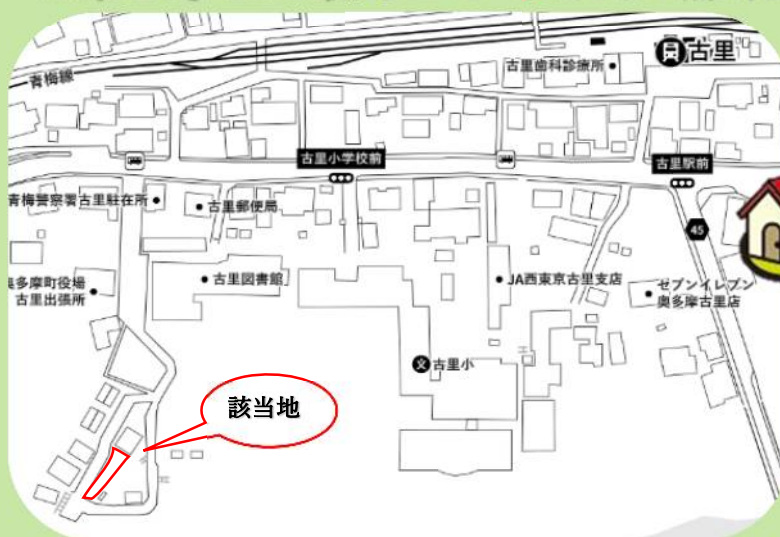 古里
古里歯科診療所
青梅線
古里小学校前
古里駅前
青梅警察署古里駐在所
古里郵便局
45
奥多摩町役場
古里出張所
古里図書館
JA西東京古里支店
セブンイレブン
奥多摩古里店
文
古里小
該当地